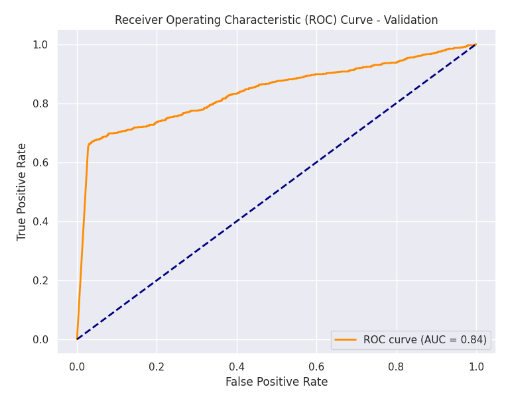 Receiver Operating Characteristic (ROC) Curve - Validation
1.0
0.8
0.6
0.4
0.2
0.0
True Positive Rate
ROC curve (AUC = 0.84)
0.0 0.2 0.4 0.6 0.8 1.0
False Positive Rate